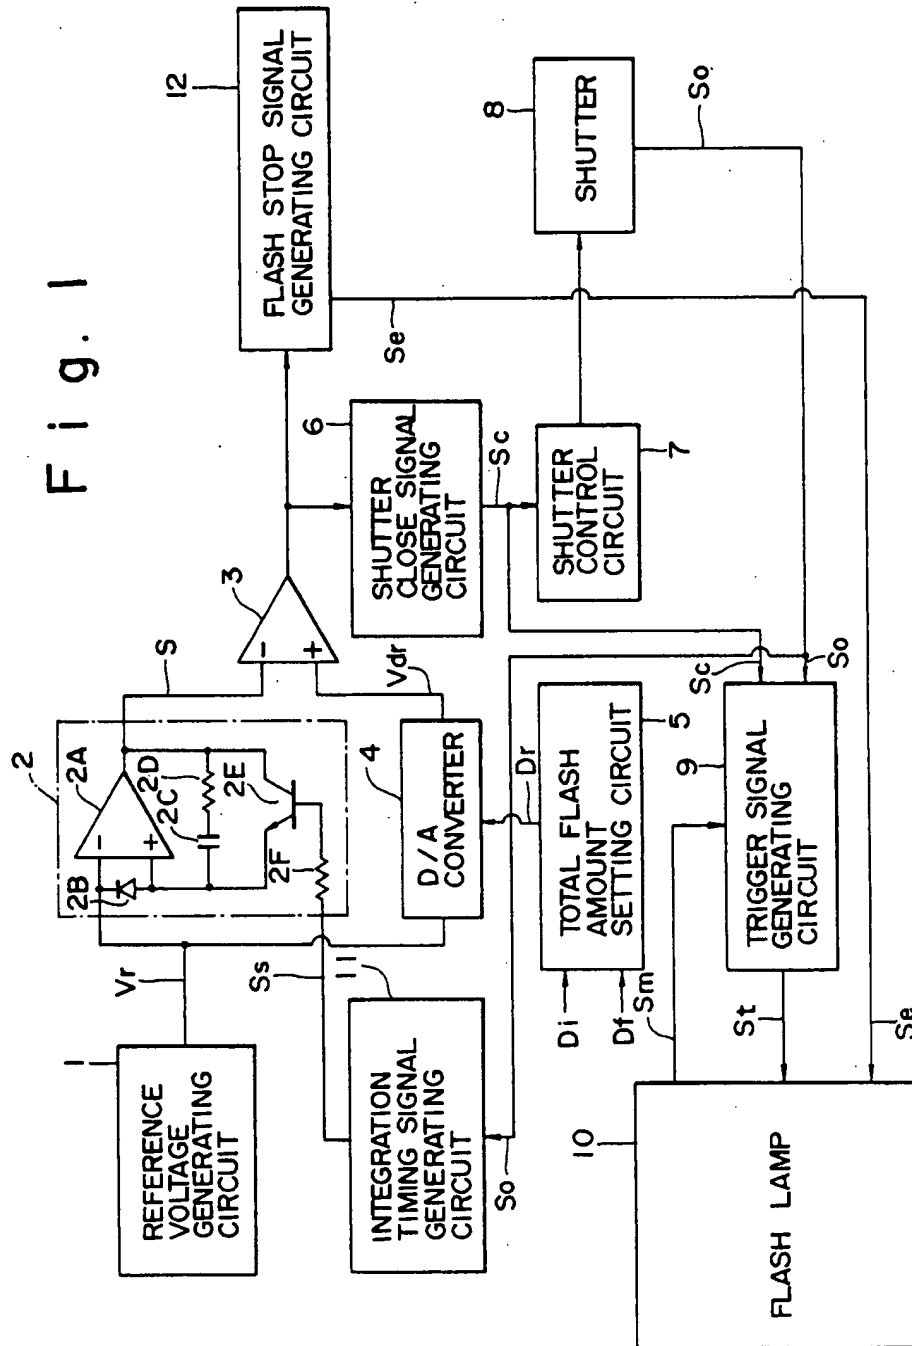 Fig. 1
1
REFERENCE
VOLTAGE
GENERATING
CIRCUIT
Vr
2
2A
2B
2C
2D
2E
2F
-
+
S
3
-
+
Vdr
4
D/A
CONVERTER
Dr
TOTAL FLASH
AMOUNT
SETTING CIRCUIT
5
Di
Df
11
INTEGRATION
TIMING SIGNAL
GENERATING
CIRCUIT
Ss
So
6
SHUTTER
CLOSE SIGNAL
GENERATING
CIRCUIT
Sc
SHUTTER
CONTROL
CIRCUIT
7
12
FLASH STOP SIGNAL
GENERATING CIRCUIT
Se
8
SHUTTER
So
9
TRIGGER SIGNAL
GENERATING
CIRCUIT
Sc
So
Sm
St
Se
10
FLASH LAMP